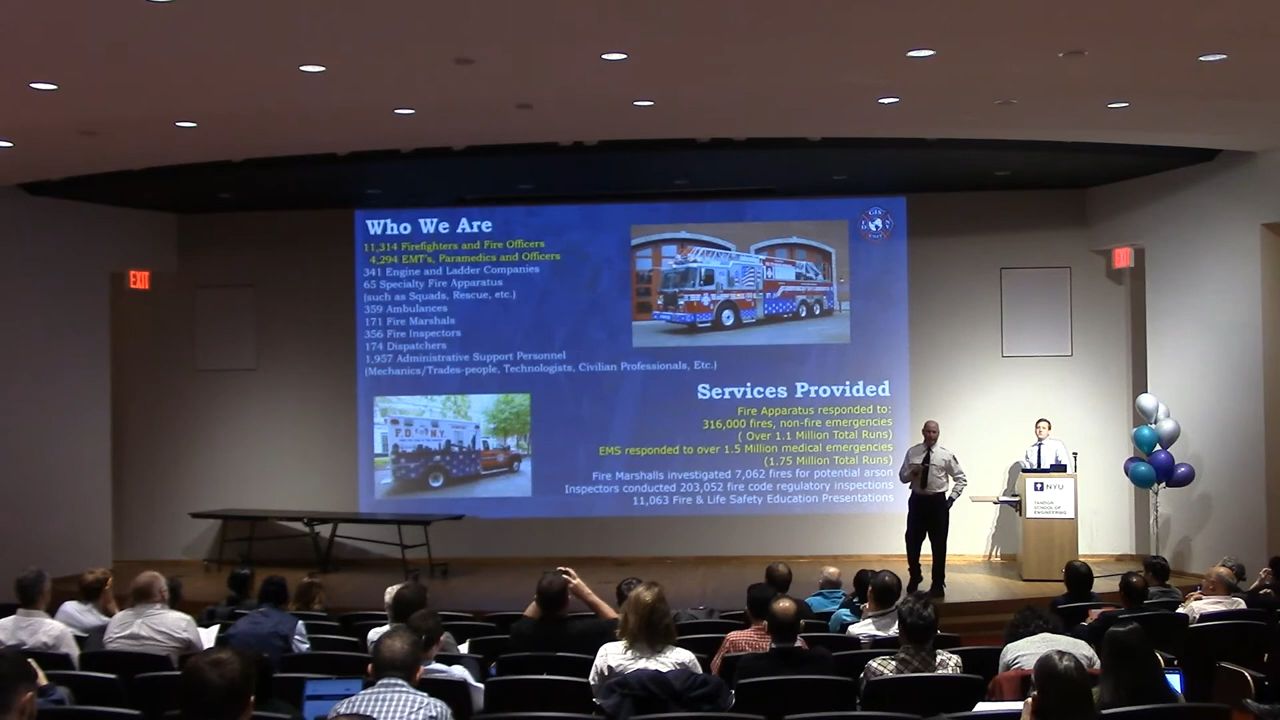 Who We Are
11,314 Firefighters and Fire Officers
4,294 EMT's, Paramedics and Officers
341 Engine and Ladder Companies
65 Specialty Fire Apparatus
(such as Squads, Rescue, etc.)
359 Ambulances
171 Fire Marshals
356 Fire Inspectors
174 Dispatchers
1,957 Administrative Support Personnel
(Mechanics/Trades-people, Technologists, Civilian Professionals, Etc.)
GIS
EXIT
EXIT
F.D.N.Y.
Services Provided
Fire Apparatus responded to:
316,000 fires, non-fire emergencies
( Over 1.1 Million Total Runs)
EMS responded to over 1.5 Million medical emergencies
(1.75 Million Total Runs)
Fire Marshalls investigated 7,062 fires for potential arson
Inspectors conducted 203,052 fire code regulatory inspections
11,063 Fire & Life Safety Education Presentations
NYU
TANDON
SCHOOL OF
ENGINEERING